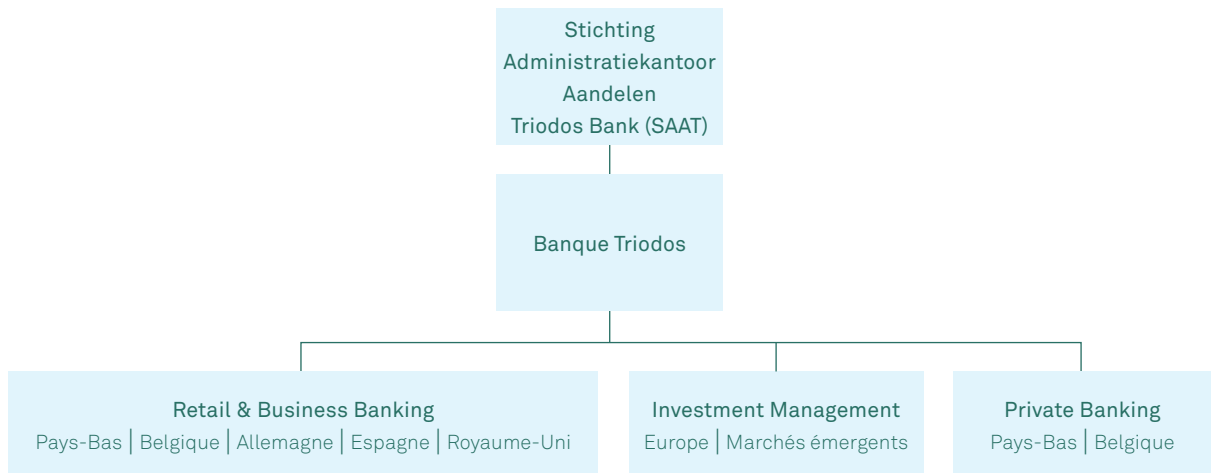 Stichting
Administratiekantoor
Aandelen
Triodos Bank (SAAT)
Banque Triodos
Retail & Business Banking
Pays-Bas | Belgique | Allemagne | Espagne | Royaume-Uni
Investment Management
Europe | Marchés émergents
Private Banking
Pays-Bas | Belgique